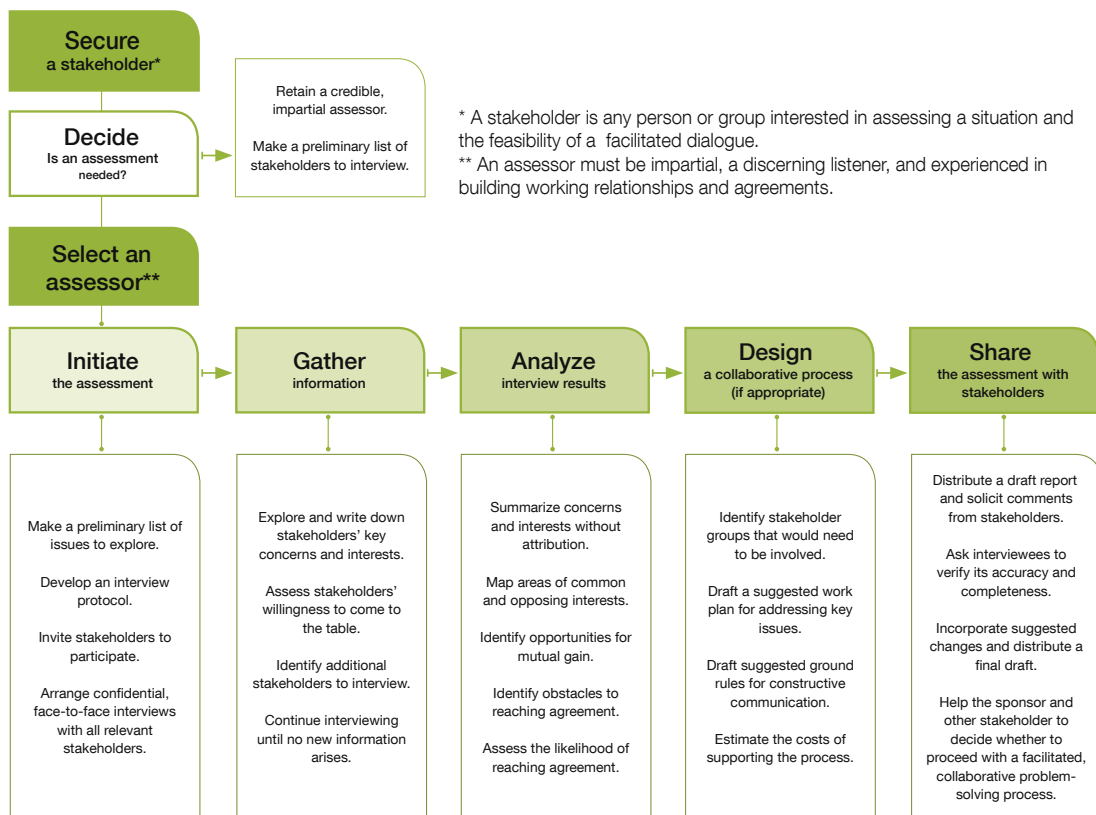 Secure
a stakeholder*
Decide
Is an assessment
needed?
Retain a credible,
impartial assessor.
Make a preliminary list of
stakeholders to interview.
* A stakeholder is any person or group interested in assessing a situation and
the feasibility of a facilitated dialogue.
** An assessor must be impartial, a discerning listener, and experienced in
building working relationships and agreements.
Select an
assessor**
Initiate
the assessment
Gather
information
Analyze
interview results
Design
a collaborative process
(if appropriate)
Share
the assessment with
stakeholders
Make a preliminary list of
issues to explore.
Develop an interview
protocol.
Invite stakeholders to
participate.
Arrange confidential,
face-to-face interviews
with all relevant
stakeholders.
Explore and write down
stakeholders’ key
concerns and interests.
Assess stakeholders’
willingness to come to
the table.
Identify additional
stakeholders to interview.
Continue interviewing
until no new information
arises.
Summarize concerns
and interests without
attribution.
Map areas of common
and opposing interests.
Identify opportunities for
mutual gain.
Identify obstacles to
reaching agreement.
Assess the likelihood of
reaching agreement.
Identify stakeholder
groups that would need
to be involved.
Draft a suggested work
plan for addressing key
issues.
Draft suggested ground
rules for constructive
communication.
Estimate the costs of
supporting the process.
Distribute a draft report
and solicit comments
from stakeholders.
Ask interviewees to
verify its accuracy and
completeness.
Incorporate suggested
changes and distribute a
final draft.
Help the sponsor and
other stakeholder to
decide whether to
proceed with a facilitated,
collaborative problem-
solving process.